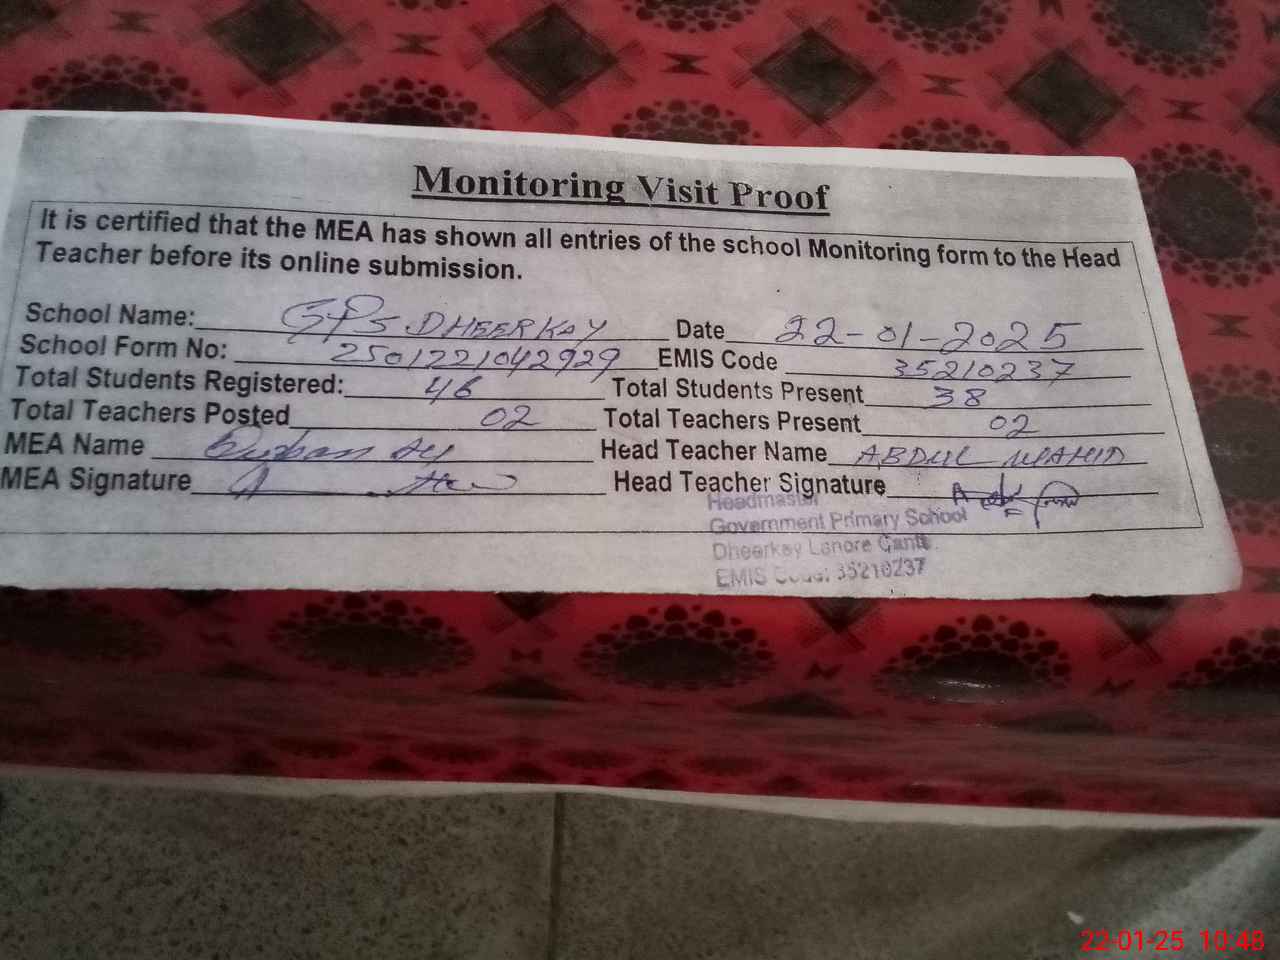 Monitoring Visit Proof
It is certified that the MEA has shown all entries of the school Monitoring form to the Head
Teacher before its online submission.
School Name: GPS DHEERKAY Date 22-01-2025
School Form No: 2501221042929 EMIS Code 35210237
Total Students Registered: 46 Total Students Present 38
Total Teachers Posted 02 Total Teachers Present 02
MEA Name Head Teacher Name ABDUL WAHID
MEA Signature Head Teacher Signature
Headmaster
Government Primary School
Dheerkay Lahore Cantt.
EMIS Code: 35210237
22-01-25 10:48